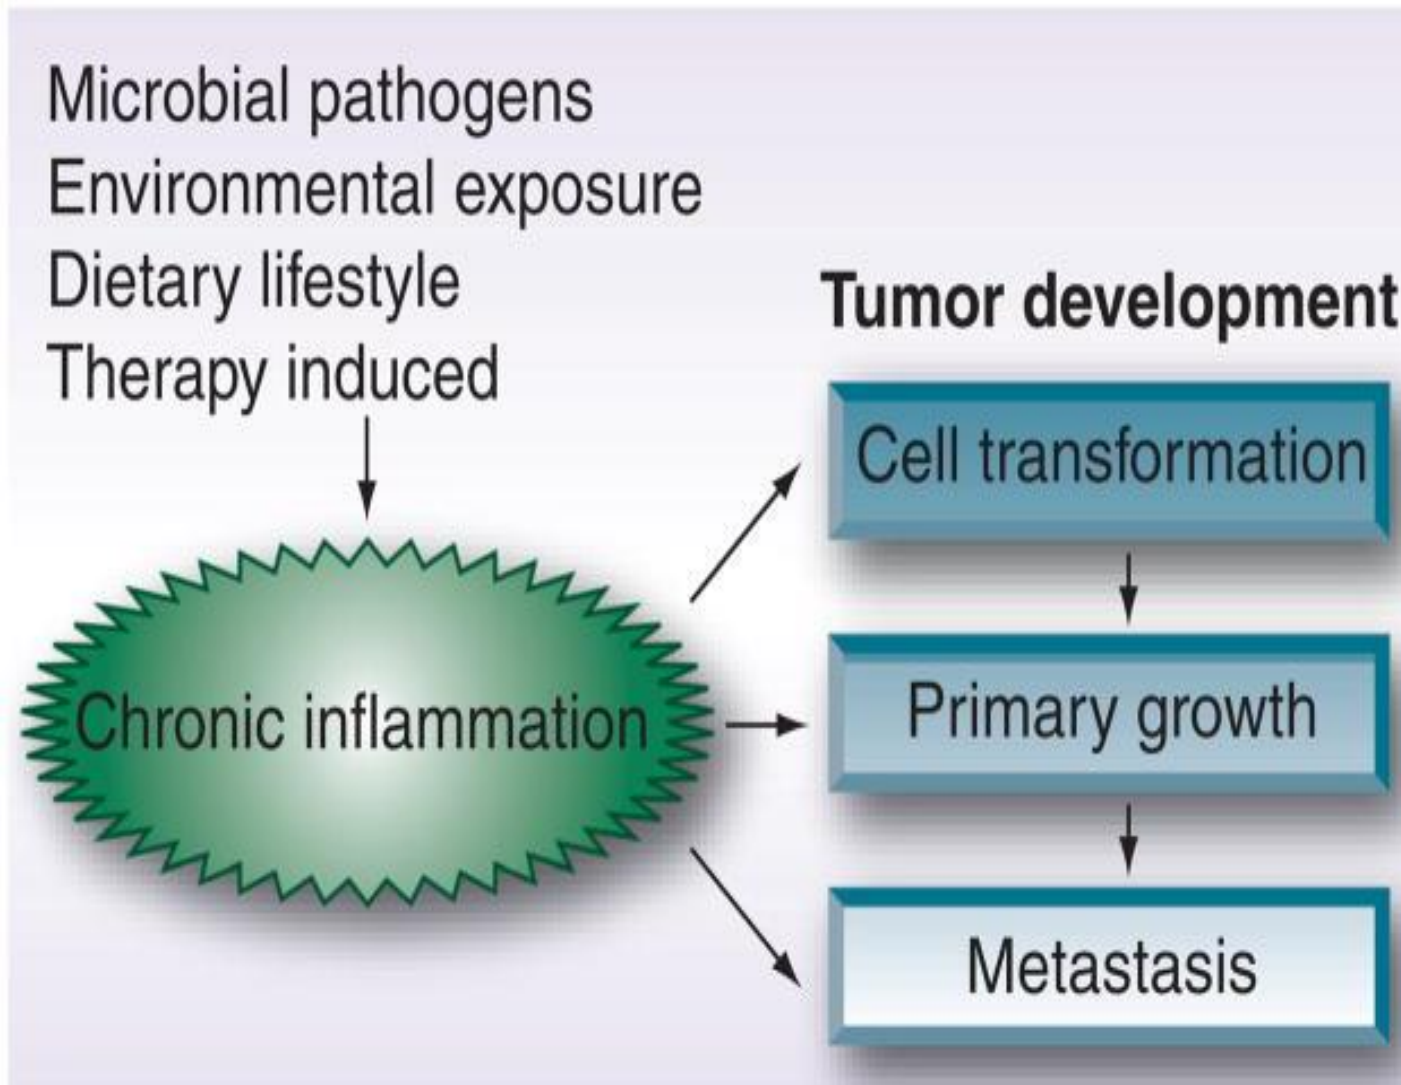 Microbial pathogens
Environmental exposure
Dietary lifestyle
Therapy induced
Chronic inflammation
Tumor development
Cell transformation
Primary growth
Metastasis